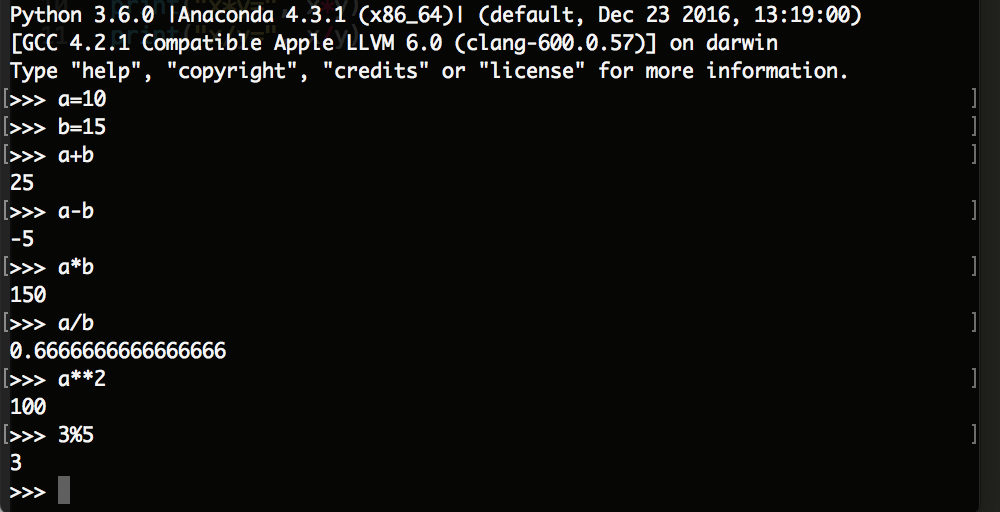 Python 3.6.0 |Anaconda 4.3.1 (x86_64)| (default, Dec 23 2016, 13:19:00)
[GCC 4.2.1 Compatible Apple LLVM 6.0 (clang-600.0.57)] on darwin
Type "help", "copyright", "credits" or "license" for more information.
[>>> a=10 ]
[>>> b=15 ]
[>>> a+b ]
25
[>>> a-b ]
-5
[>>> a*b ]
150
[>>> a/b ]
0.6666666666666666
[>>> a**2 ]
100
[>>> 3%5 ]
3
>>>